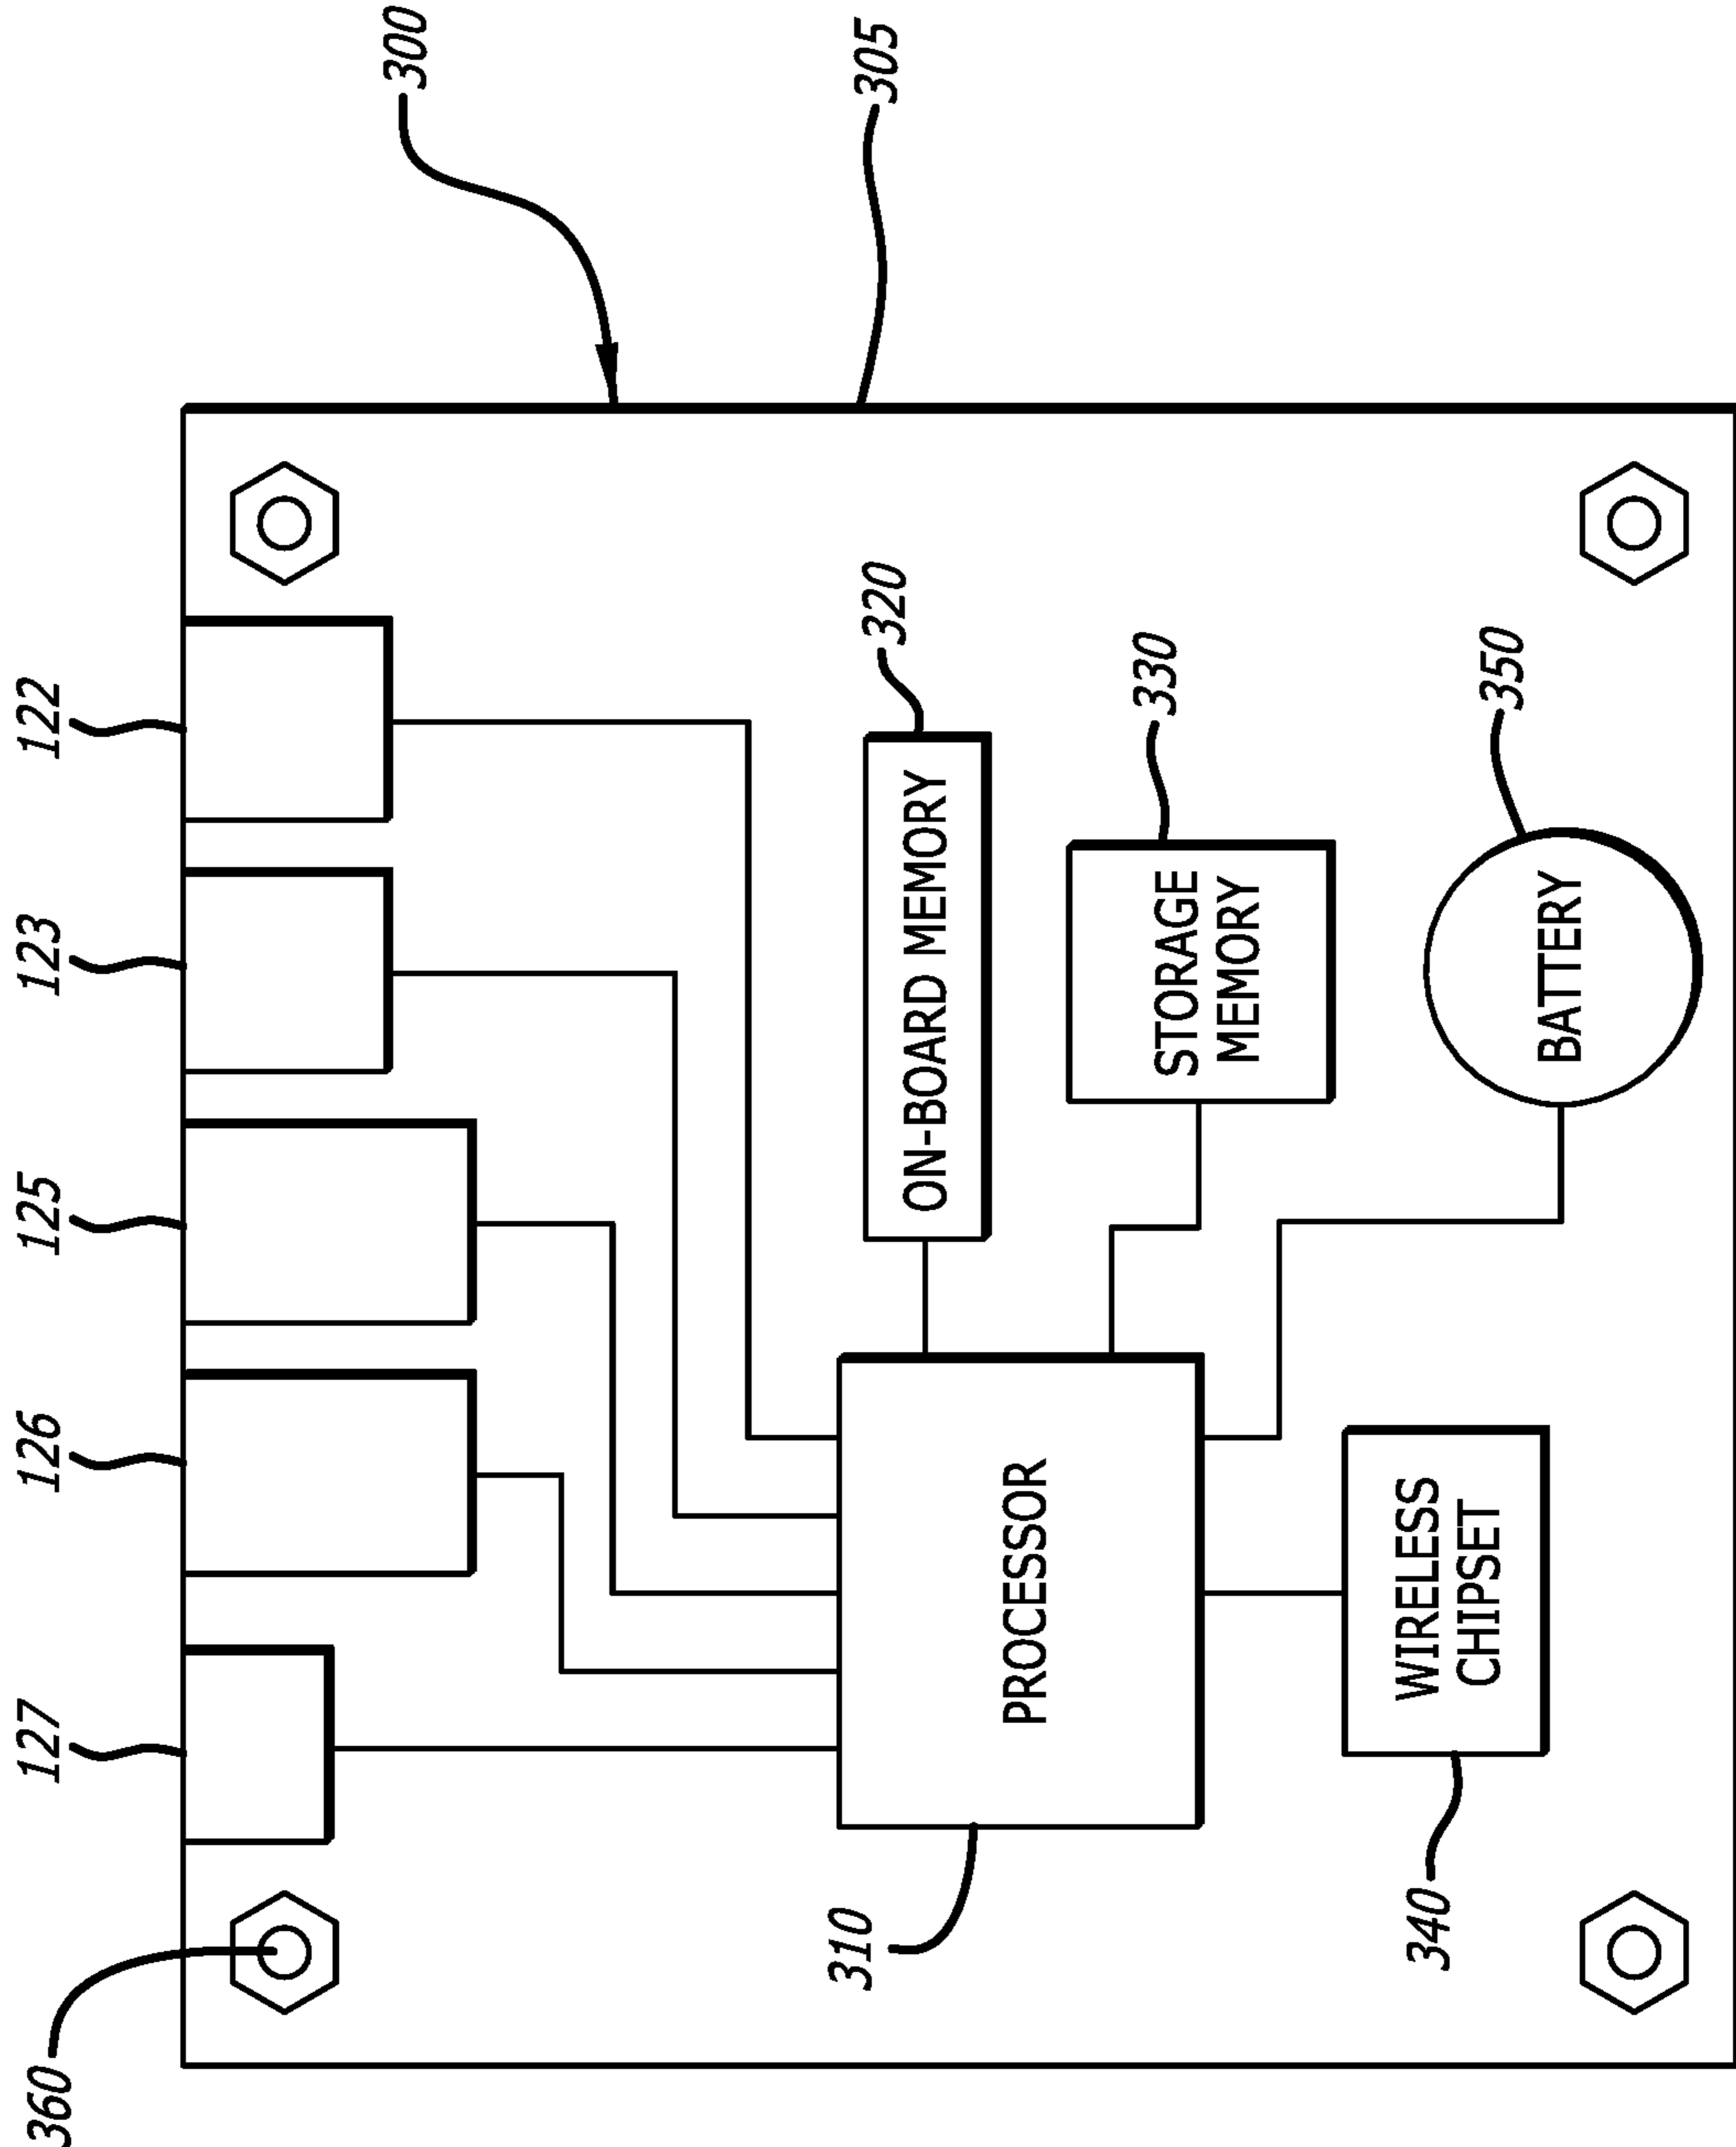 360
127
126
125
123
122
300
305
310
320
ON-BOARD MEMORY
PROCESSOR
330
STORAGE
MEMORY
340
WIRELESS
CHIPSET
350
BATTERY